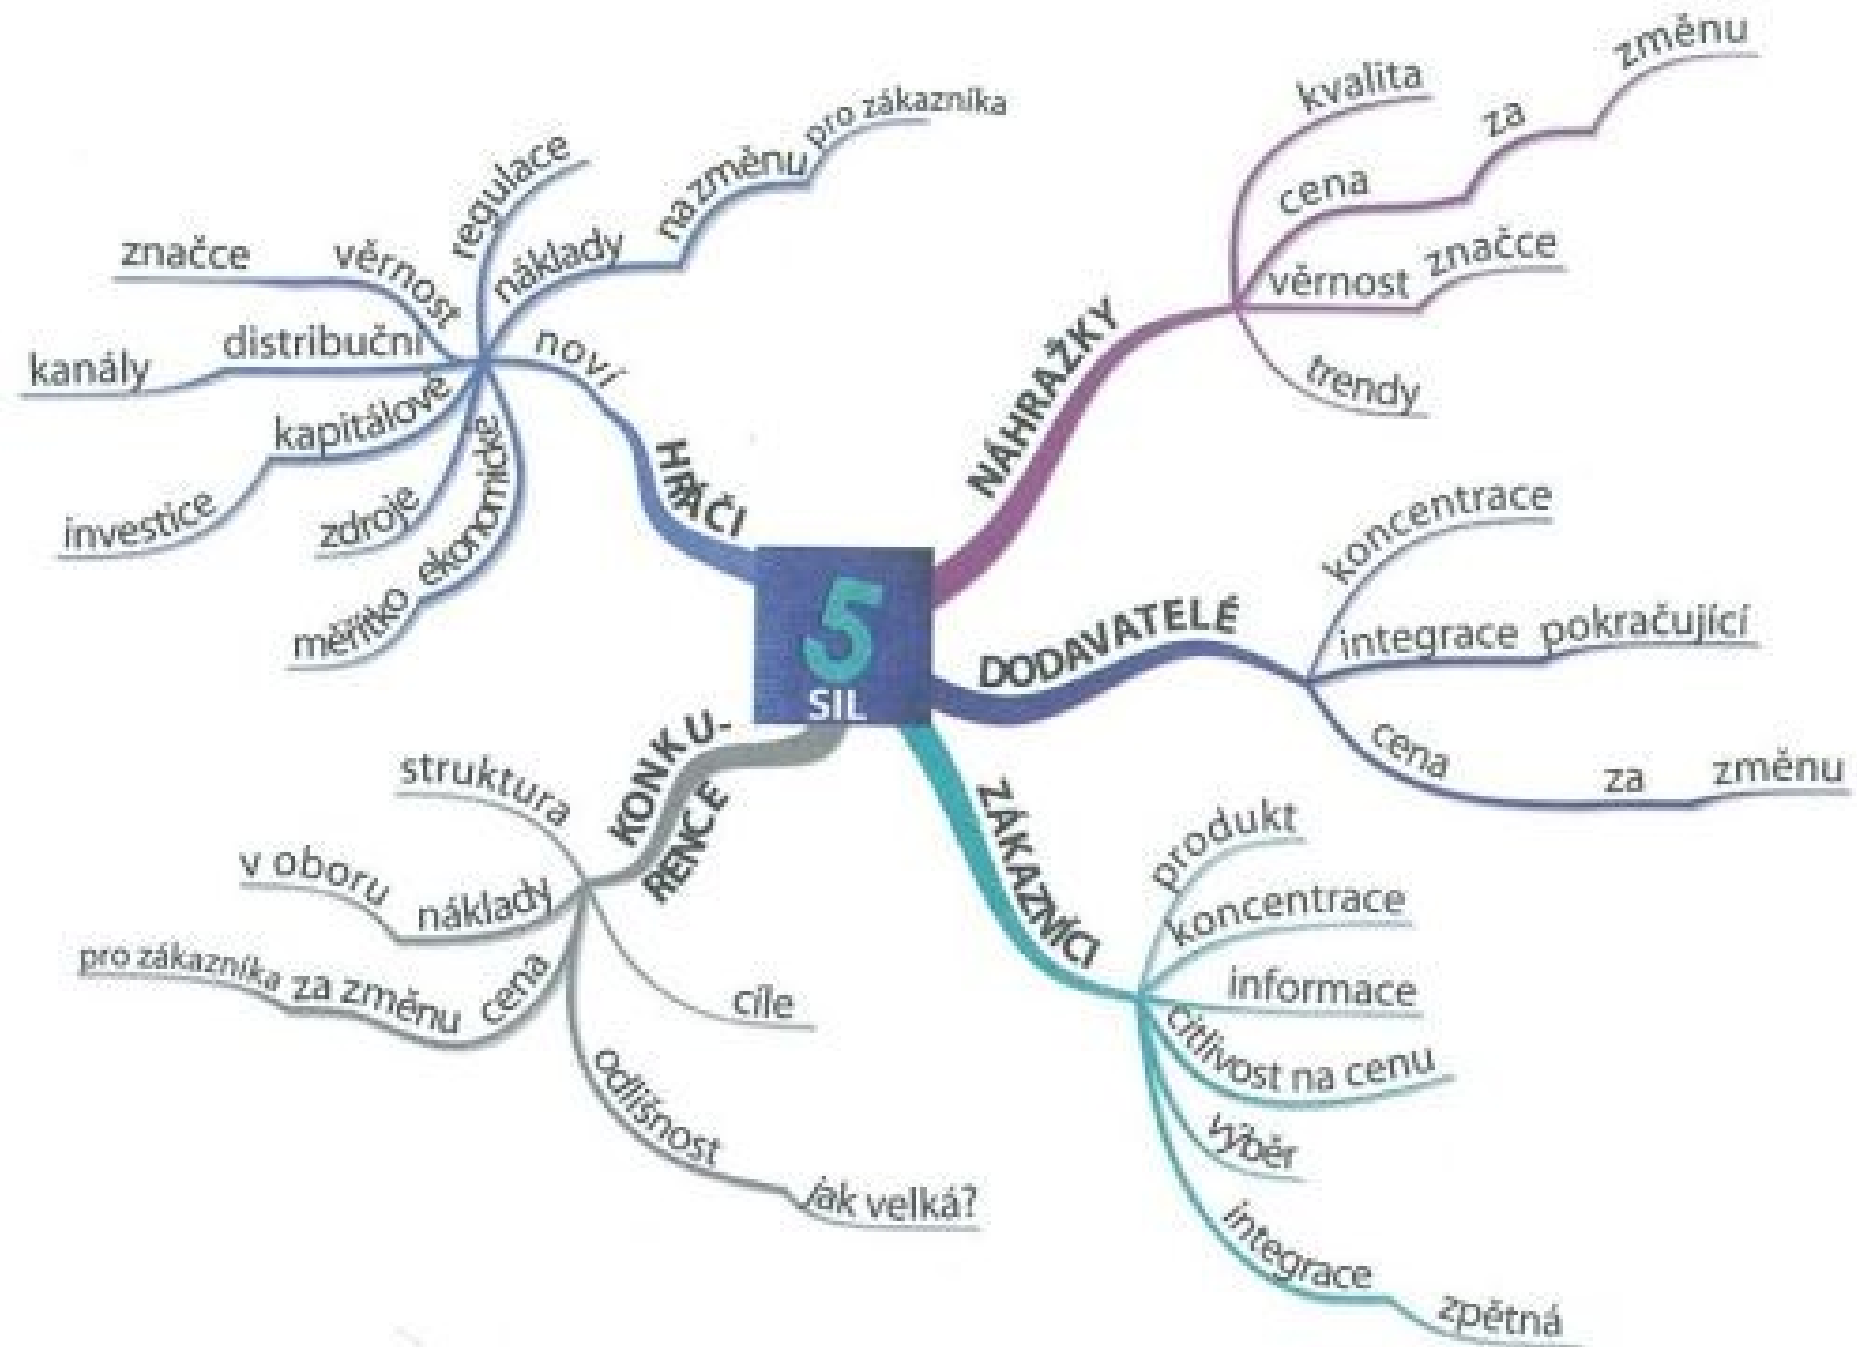 5
SIL
HRÁČI
noví
regulace
náklady
na změnu
pro zákazníka
věrnost
značce
distribuční
kanály
kapitálové
investice
zdroje
ekonomické
měřítko
NÁHRAŽKY
kvalita
cena
za
změnu
věrnost
značce
trendy
DODAVATELÉ
koncentrace
integrace
pokračující
cena
za
změnu
ZÁKAZNÍCI
produkt
koncentrace
informace
citlivost na cenu
výběr
integrace
zpětná
KONKU-
RENCE
struktura
náklady
v oboru
cena
za změnu
pro zákazníka
cíle
odlišnost
jak velká?